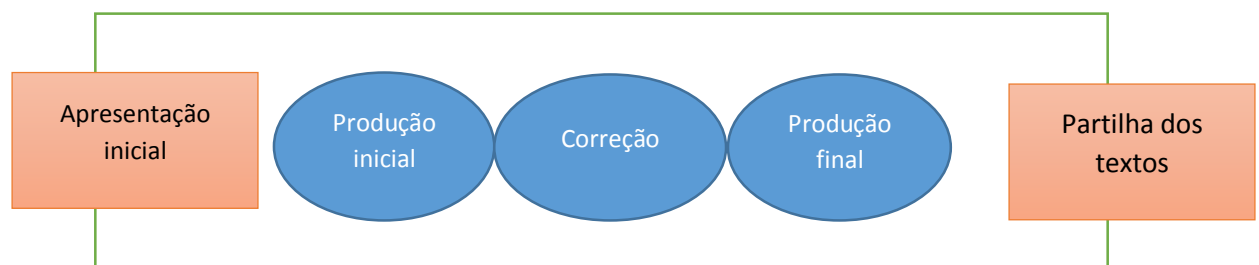 Apresentação
inicial
Produção
inicial
Correção
Produção
final
Partilha dos
textos